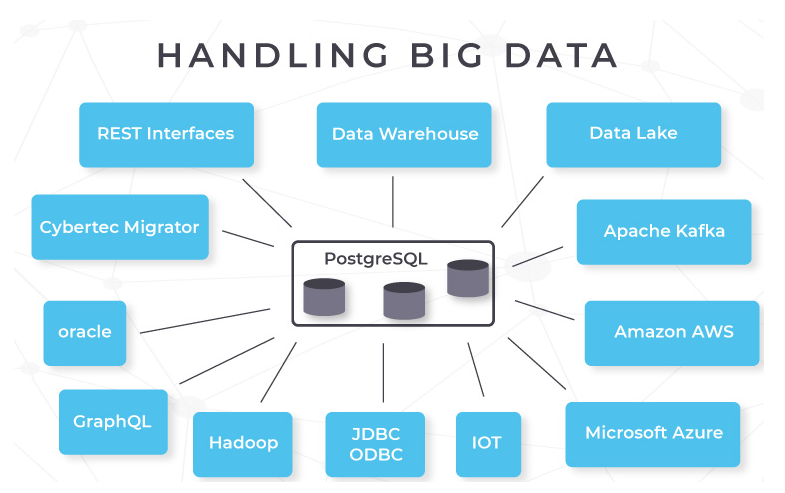 HANDLING BIG DATA
REST Interfaces
Data Warehouse
Data Lake
Cybertec Migrator
Apache Kafka
PostgreSQL
oracle
Amazon AWS
GraphQL
Hadoop
JDBC
ODBC
IOT
Microsoft Azure